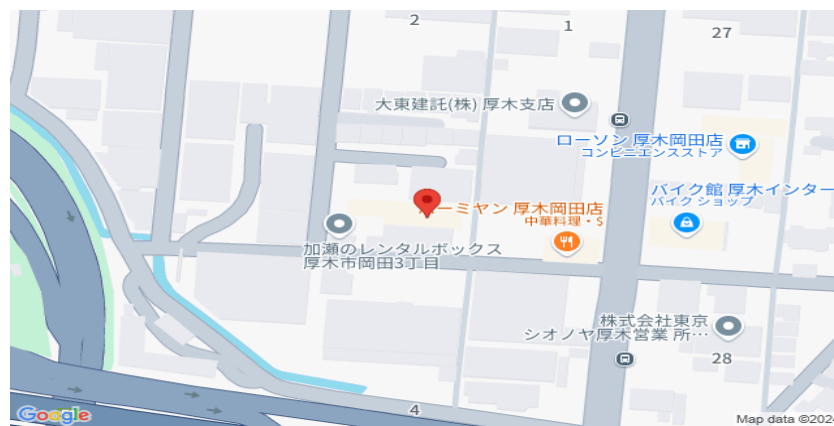 2
1
27
大東建託(株) 厚木支店
ローソン 厚木岡田店
コンビニエンスストア
バイク館 厚木インター
バイク ショップ
ーミヤン 厚木岡田店
中華料理・$
加瀬のレンタルボックス
厚木市岡田3丁目
株式会社東京
シオノヤ厚木営業 所…
28
4
Google
Map data ©2024